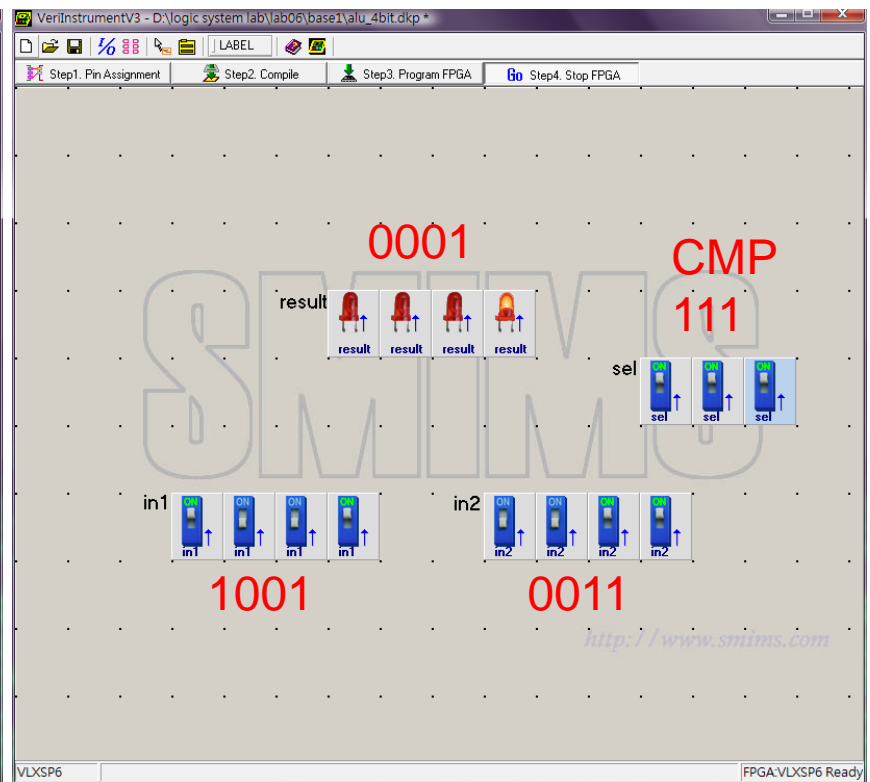 VeriInstrumentV3 - D:\logic system lab\lab06\base1\alu_4bit.dkp *
I/O LABEL
Step1. Pin Assignment Step2. Compile Step3. Program FPGA Go Step4. Stop FPGA
0001
CMP
result
111
result result result result
sel
ON ON ON
sel sel sel
SMIMS
in1 ON ON ON ON in2 ON ON ON ON
in1 in1 in1 in1 in2 in2 in2 in2
1001 0011
http://www.smims.com
VLXSP6 FPGA:VLXSP6 Ready